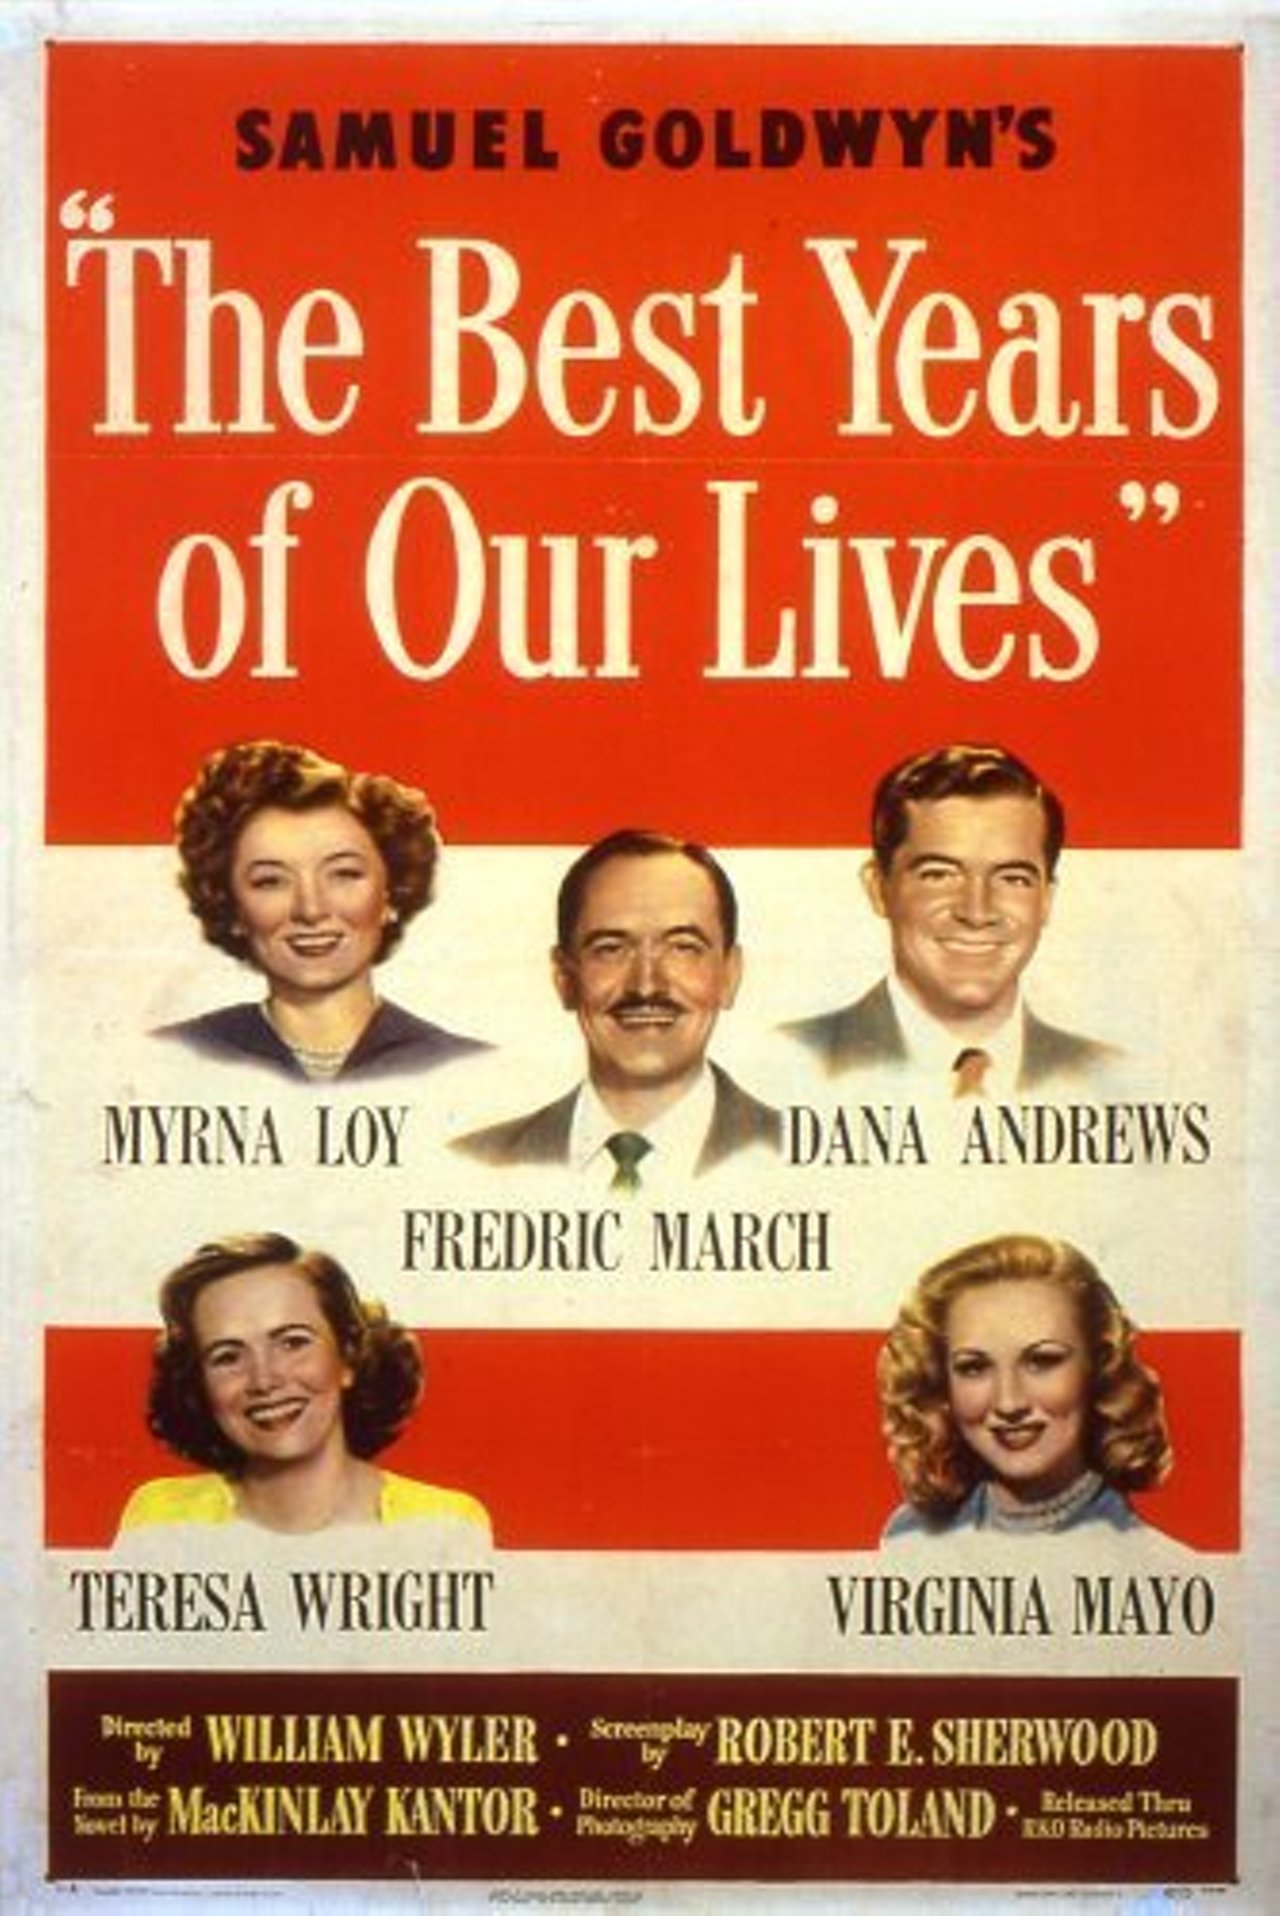 SAMUEL GOLDWYN'S
“The Best Years
of Our Lives”
MYRNA LOY
DANA ANDREWS
FREDRIC MARCH
TERESA WRIGHT
VIRGINIA MAYO
Directed by WILLIAM WYLER • Screenplay by ROBERT E. SHERWOOD
From the Novel by MacKINLAY KANTOR • Director of Photography GREGG TOLAND • Released Thru RKO Radio Pictures